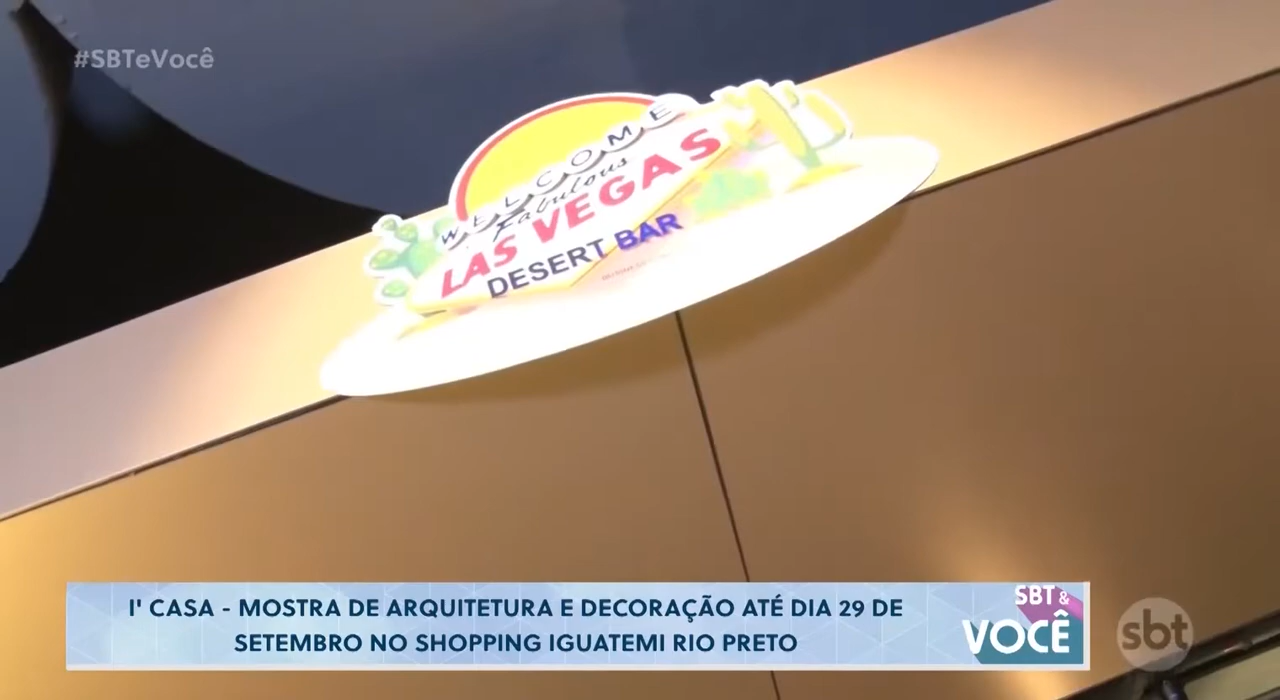 #SBTeVocê
WELCOME
Fabulous
LAS VEGAS
DESERT BAR
I' CASA - MOSTRA DE ARQUITETURA E DECORAÇÃO ATÉ DIA 29 DE
SETEMBRO NO SHOPPING IGUATEMI RIO PRETO
SBT &
VOCÊ
sbt